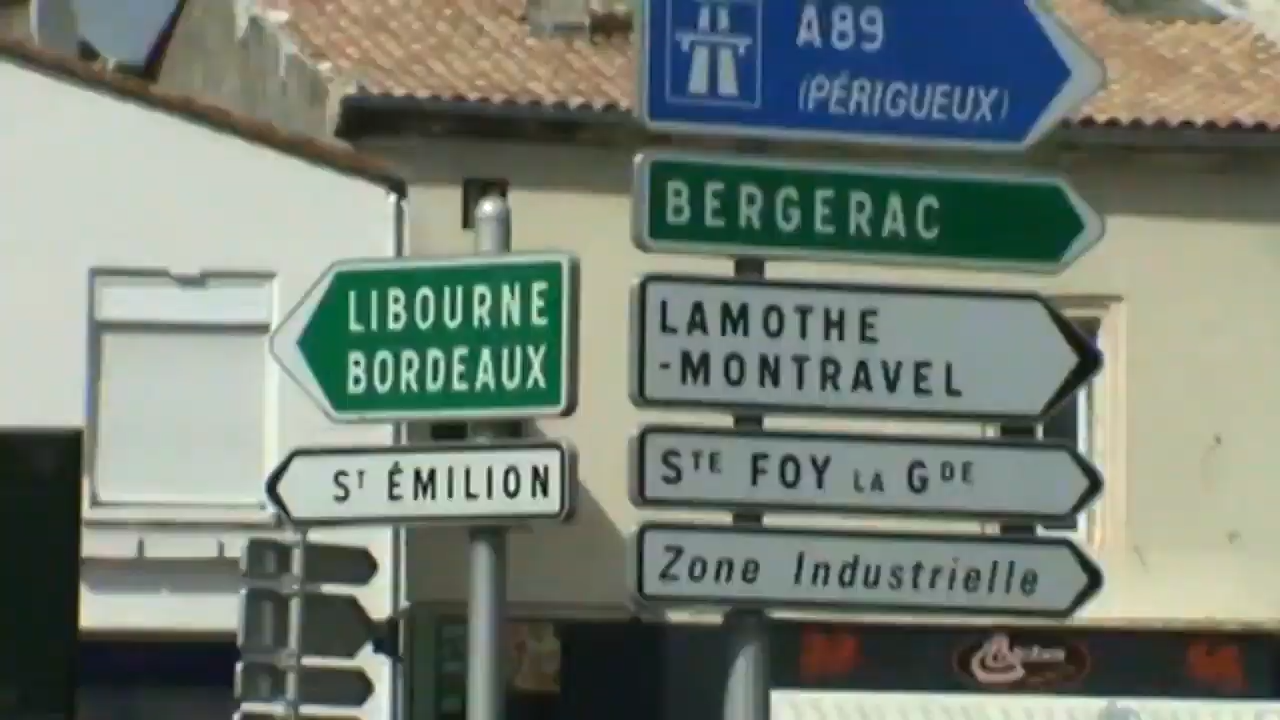 A89
(PÉRIGUEUX)
BERGERAC
LIBOURNE
BORDEAUX
LAMOTHE
-MONTRAVEL
ST ÉMILION
STE FOY LA GDE
Zone Industrielle